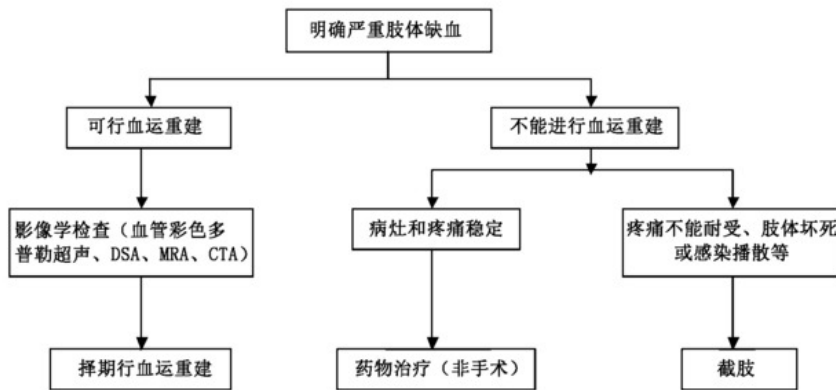 明确严重肢体缺血
可行血运重建
不能进行血运重建
影像学检查（血管彩色多
普勒超声、DSA、MRA、CTA）
病灶和疼痛稳定
疼痛不能耐受、肢体坏死
或感染播散等
择期行血运重建
药物治疗（非手术）
截肢